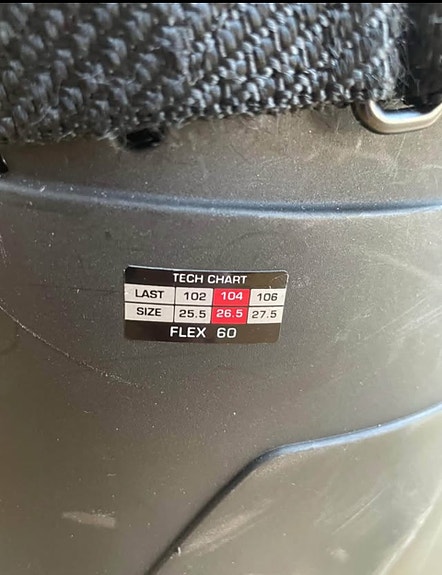 TECH CHART
LAST 102 104 106
SIZE 25.5 26.5 27.5
FLEX 60